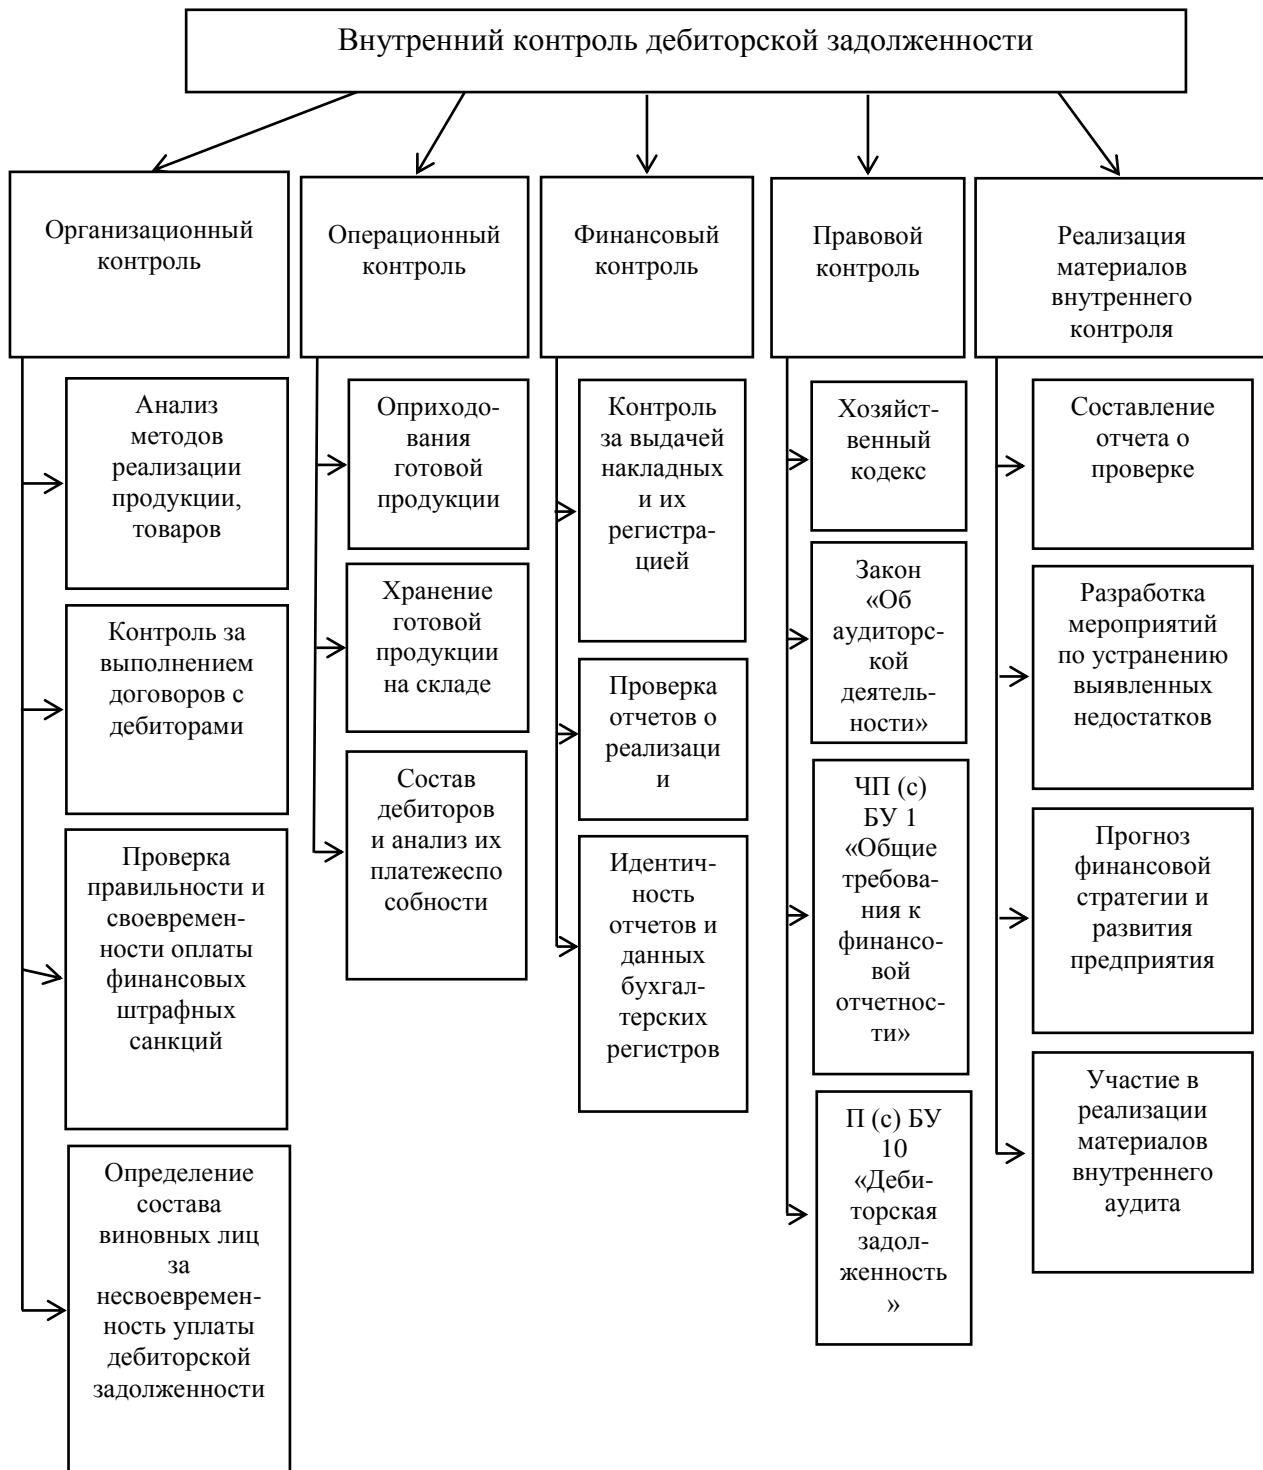 Внутренний контроль дебиторской задолженности
Организационный
контроль
Анализ
методов
реализации
продукции,
товаров
Контроль за
выполнением
договоров с
дебиторами
Проверка
правильности и
своевремен-
ности оплаты
финансовых
штрафных
санкций
Определение
состава
виновных лиц
за
несвоевремен-
ность уплаты
дебиторской
задолженности
Операционный
контроль
Оприходо-
вания
готовой
продукции
Хранение
готовой
продукции
на складе
Состав
дебиторов
и анализ их
платежеспо
собности
Финансовый
контроль
Контроль
за выдачей
накладных
и их
регистра-
цией
Проверка
отчетов о
реализаци
и
Идентич-
ность
отчетов и
данных
бухгал-
терских
регистров
Правовой
контроль
Хозяйст-
венный
кодекс
Закон
«Об
аудиторс-
кой
деятель-
ности»
ЧП (с)
БУ 1
«Общие
требова-
ния к
финансо-
вой
отчетнос-
ти»
П (с) БУ
10
«Деби-
торская
задол-
женность
»
Реализация
материалов
внутреннего
контроля
Составление
отчета о
проверке
Разработка
мероприятий
по устранению
выявленных
недостатков
Прогноз
финансовой
стратегии и
развития
предприятия
Участие в
реализации
материалов
внутреннего
аудита